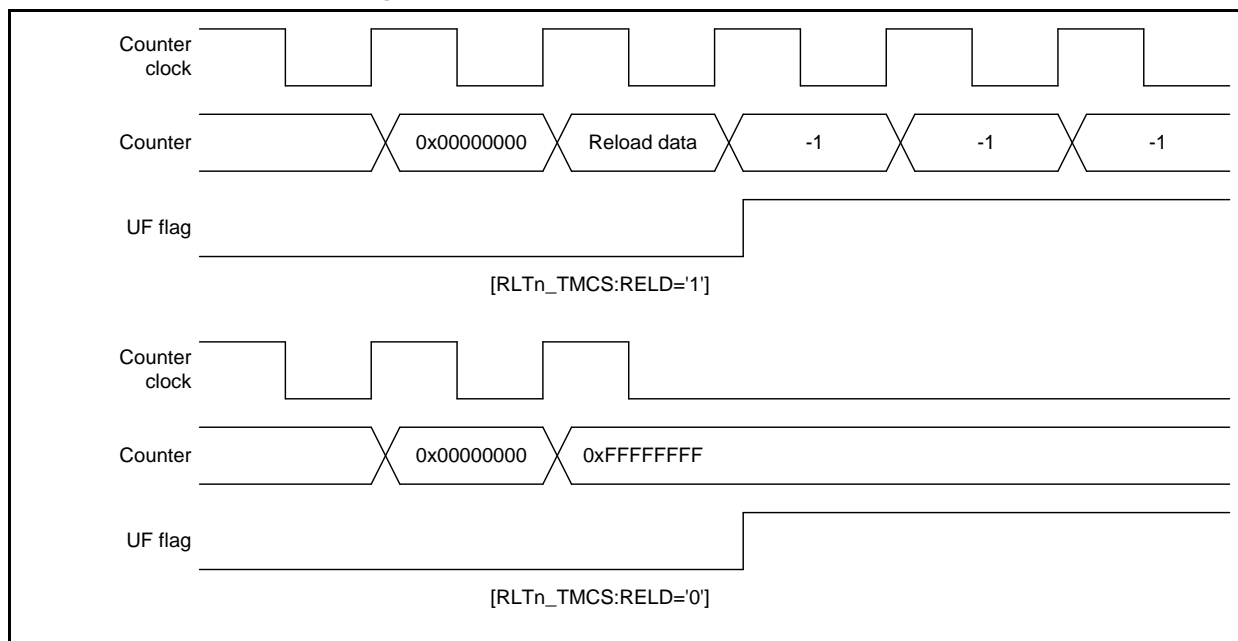 Counter
clock
Counter 0x00000000 Reload data -1 -1 -1
UF flag
[RLTn_TMCS:RELD='1']
Counter
clock
Counter 0x00000000 0xFFFFFFFF
UF flag
[RLTn_TMCS:RELD='0']